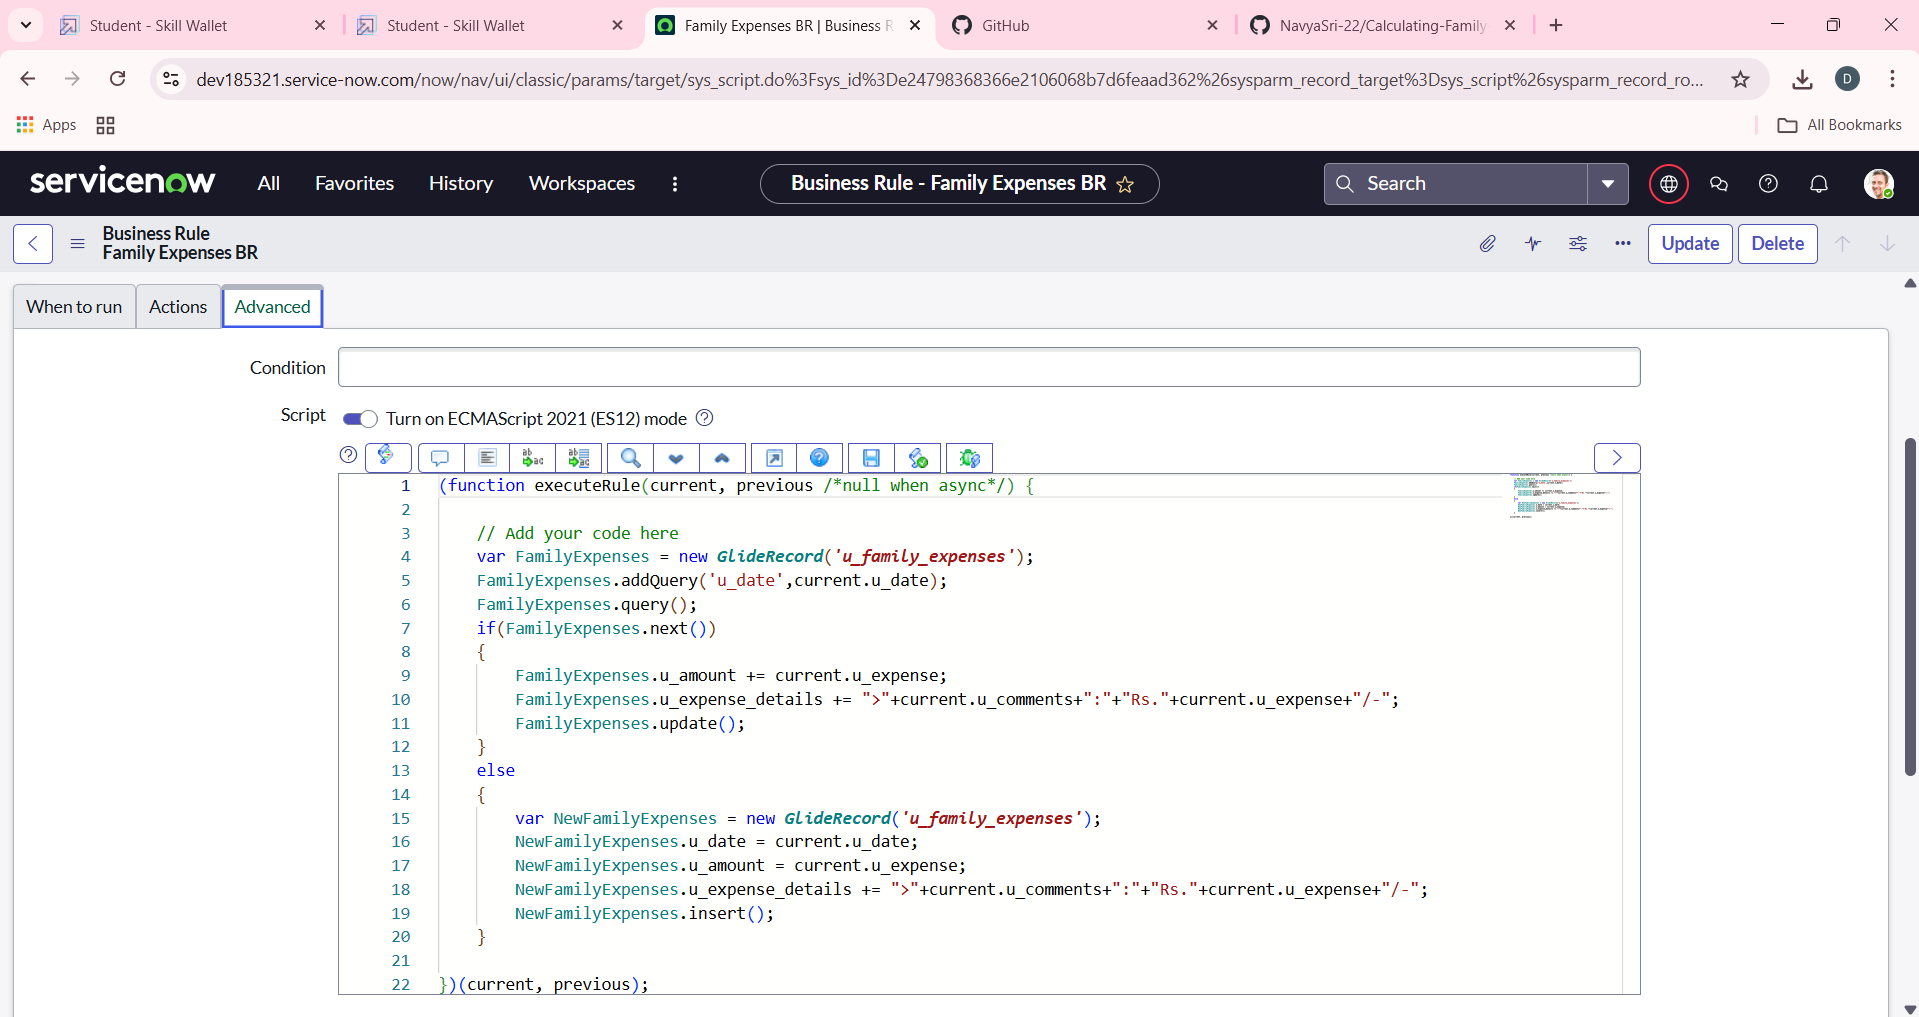 Student - Skill Wallet
Student - Skill Wallet
Family Expenses BR | Business R
GitHub
NavyaSri-22/Calculating-Family
dev185321.service-now.com/now/nav/ui/classic/params/target/sys_script.do%3Fsys_id%3De24798368366e2106068b7d6feaad362%26sysparm_record_target%3Dsys_script%26sysparm_record_ro...
D
Apps
All Bookmarks
servicenow
All
Favorites
History
Workspaces
Business Rule - Family Expenses BR
Search
Business Rule
Family Expenses BR
Update
Delete
When to run
Actions
Advanced
Condition
Script
Turn on ECMAScript 2021 (ES12) mode
1 (function executeRule(current, previous /*null when async*/) {
2
3 // Add your code here
4 var FamilyExpenses = new GlideRecord('u_family_expenses');
5 FamilyExpenses.addQuery('u_date',current.u_date);
6 FamilyExpenses.query();
7 if(FamilyExpenses.next())
8 {
9 FamilyExpenses.u_amount += current.u_expense;
10 FamilyExpenses.u_expense_details += ">"+current.u_comments+":"+"Rs."+current.u_expense+"/-";
11 FamilyExpenses.update();
12 }
13 else
14 {
15 var NewFamilyExpenses = new GlideRecord('u_family_expenses');
16 NewFamilyExpenses.u_date = current.u_date;
17 NewFamilyExpenses.u_amount = current.u_expense;
18 NewFamilyExpenses.u_expense_details += ">"+current.u_comments+":"+"Rs."+current.u_expense+"/-";
19 NewFamilyExpenses.insert();
20 }
21
22 })(current, previous);